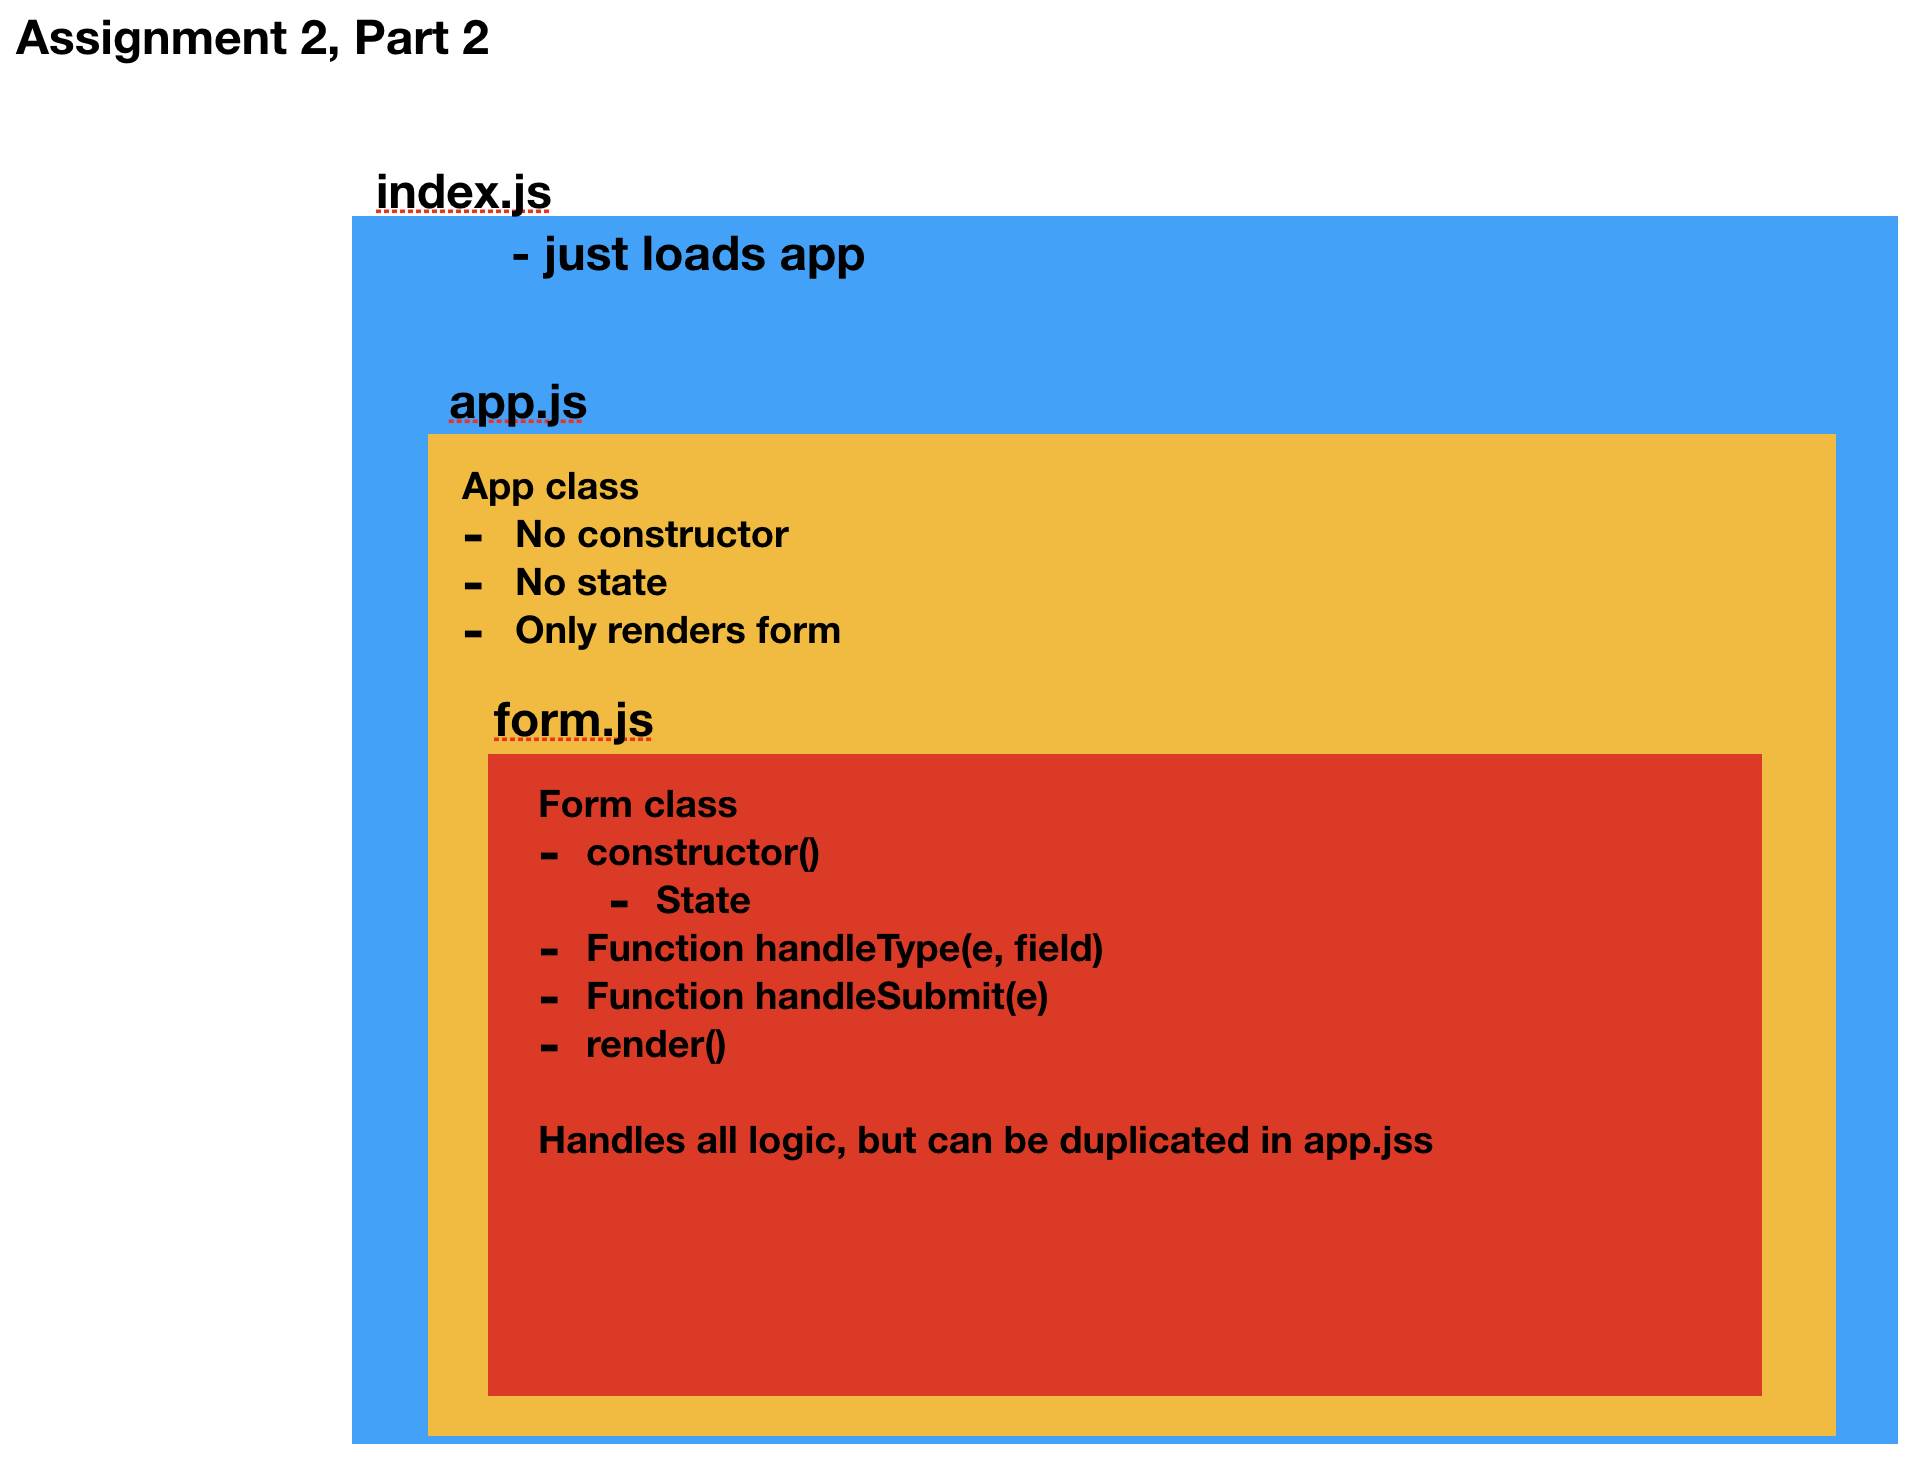 Assignment 2, Part 2
index.js
- just loads app
app.js
App class
- No constructor
- No state
- Only renders form
form.js
Form class
- constructor()
- State
- Function handleType(e, field)
- Function handleSubmit(e)
- render()
Handles all logic, but can be duplicated in app.jss